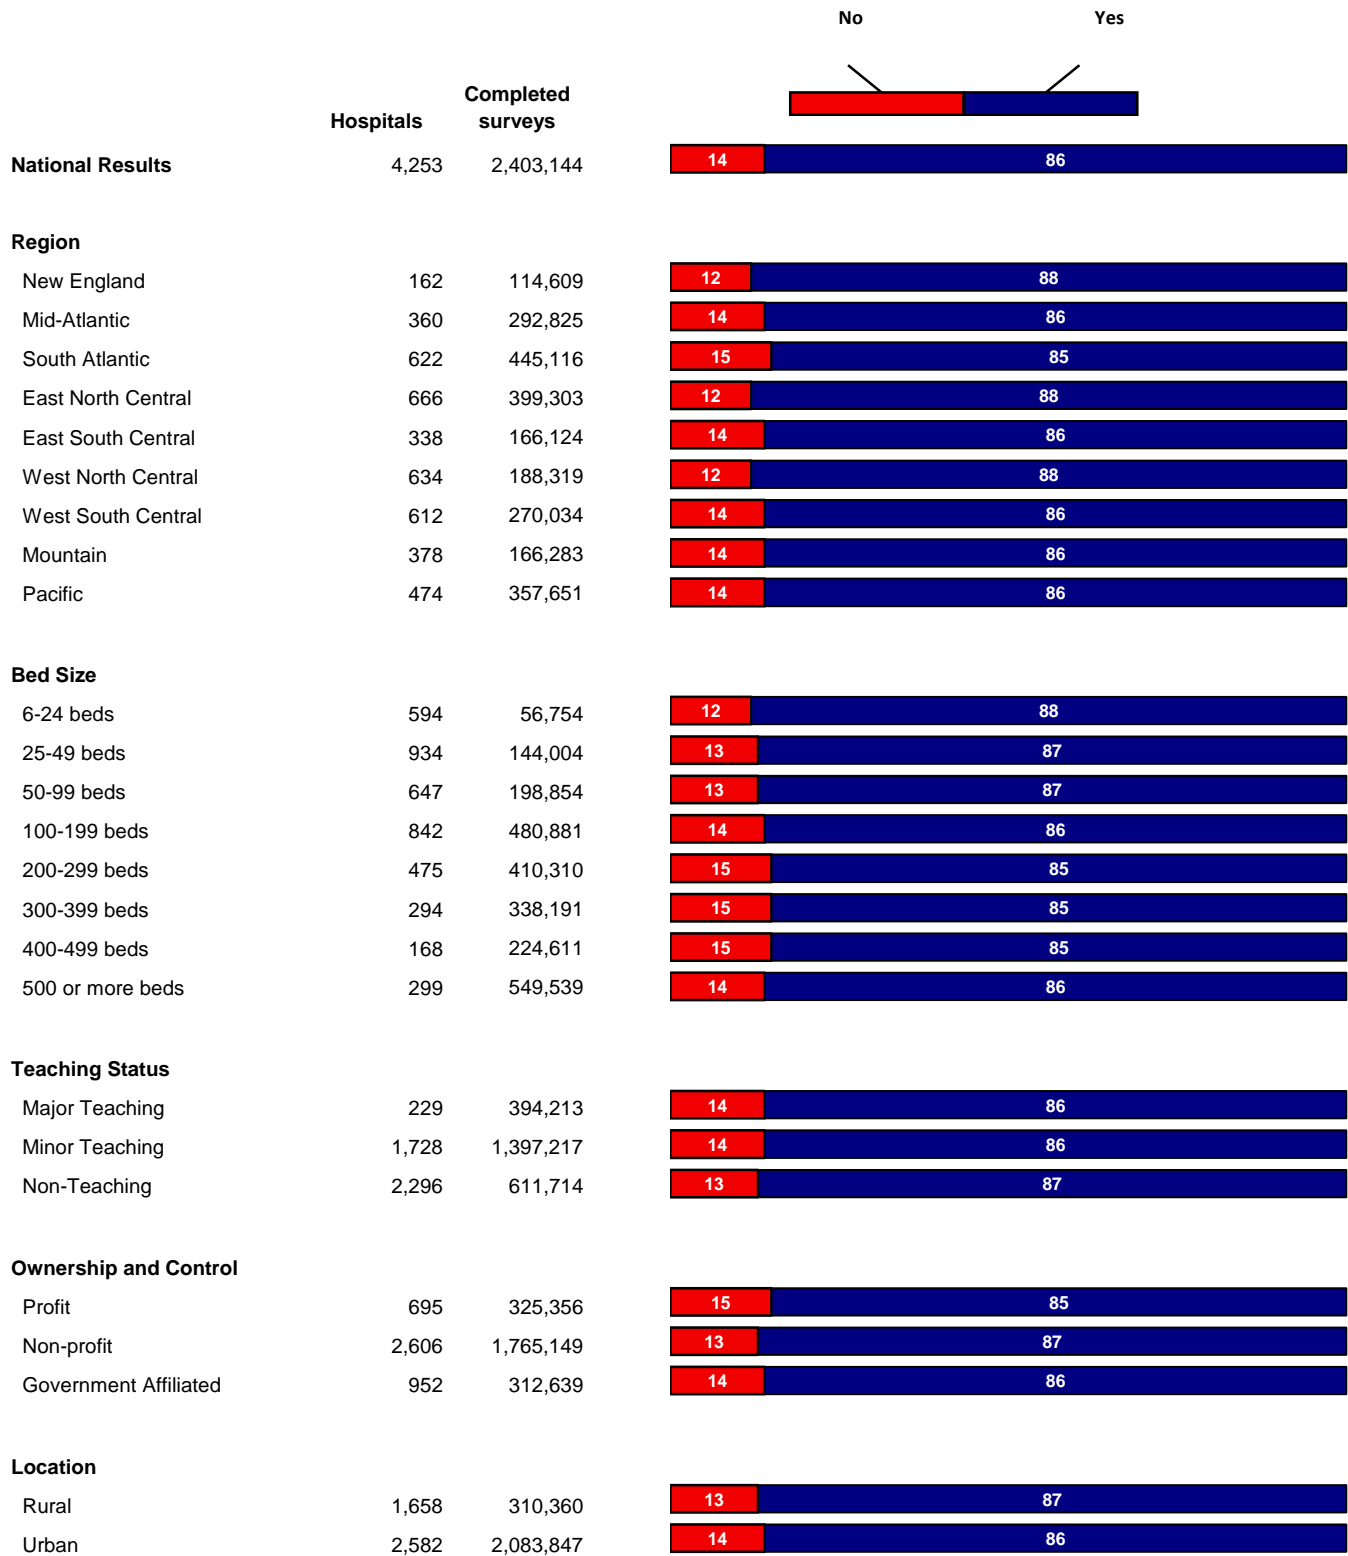 No Yes
Completed
Hospitals surveys
National Results 4,253 2,403,144 14 86
Region
New England 162 114,609 12 88
Mid-Atlantic 360 292,825 14 86
South Atlantic 622 445,116 15 85
East North Central 666 399,303 12 88
East South Central 338 166,124 14 86
West North Central 634 188,319 12 88
West South Central 612 270,034 14 86
Mountain 378 166,283 14 86
Pacific 474 357,651 14 86
Bed Size
6-24 beds 594 56,754 12 88
25-49 beds 934 144,004 13 87
50-99 beds 647 198,854 13 87
100-199 beds 842 480,881 14 86
200-299 beds 475 410,310 15 85
300-399 beds 294 338,191 15 85
400-499 beds 168 224,611 15 85
500 or more beds 299 549,539 14 86
Teaching Status
Major Teaching 229 394,213 14 86
Minor Teaching 1,728 1,397,217 14 86
Non-Teaching 2,296 611,714 13 87
Ownership and Control
Profit 695 325,356 15 85
Non-profit 2,606 1,765,149 13 87
Government Affiliated 952 312,639 14 86
Location
Rural 1,658 310,360 13 87
Urban 2,582 2,083,847 14 86